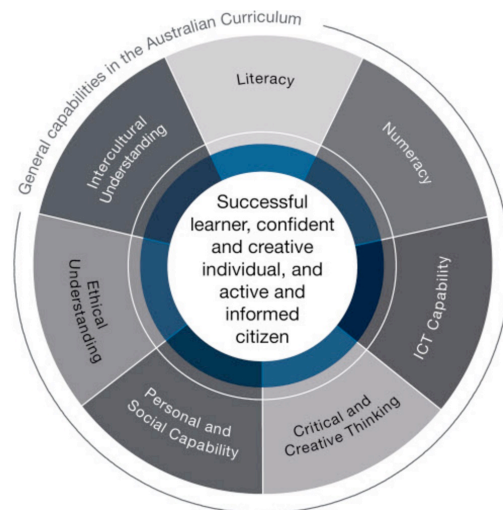 General capabilities in the Australian Curriculum
Literacy
Numeracy
ICT Capability
Critical and
Creative Thinking
Personal and
Social Capability
Ethical
Understanding
Intercultural
Understanding
Successful
learner, confident
and creative
individual, and
active and
informed
citizen